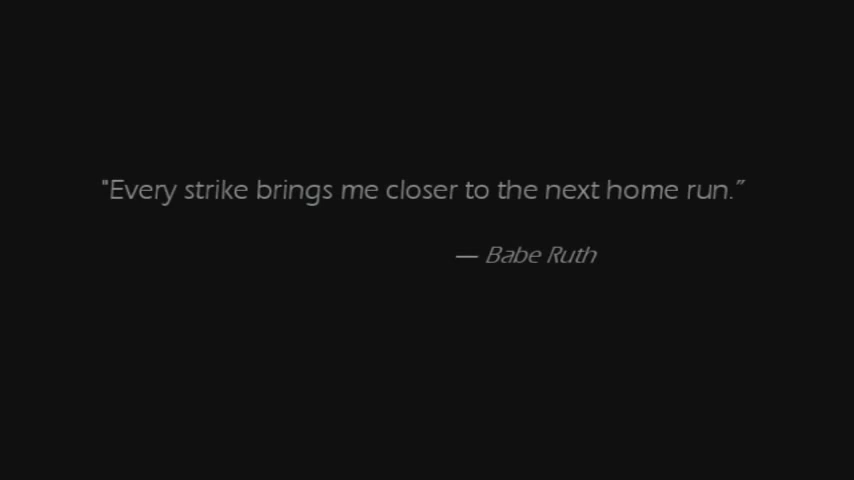 "Every strike brings me closer to the next home run.”
— Babe Ruth